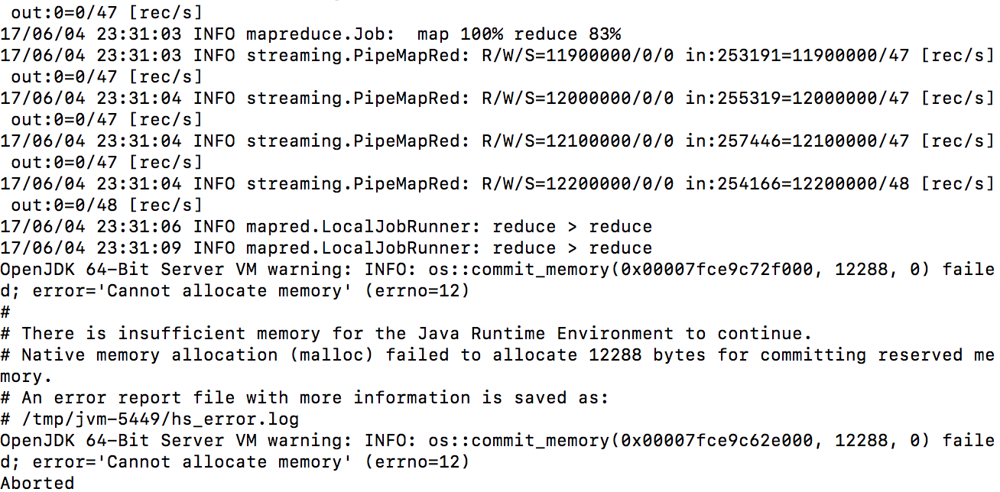 out:0=0/47 [rec/s]
17/06/04 23:31:03 INFO mapreduce.Job:  map 100% reduce 83%
17/06/04 23:31:03 INFO streaming.PipeMapRed: R/W/S=11900000/0/0 in:253191=11900000/47 [rec/s]
 out:0=0/47 [rec/s]
17/06/04 23:31:04 INFO streaming.PipeMapRed: R/W/S=12000000/0/0 in:255319=12000000/47 [rec/s]
 out:0=0/47 [rec/s]
17/06/04 23:31:04 INFO streaming.PipeMapRed: R/W/S=12100000/0/0 in:257446=12100000/47 [rec/s]
 out:0=0/47 [rec/s]
17/06/04 23:31:04 INFO streaming.PipeMapRed: R/W/S=12200000/0/0 in:254166=12200000/48 [rec/s]
 out:0=0/48 [rec/s]
17/06/04 23:31:06 INFO mapred.LocalJobRunner: reduce > reduce
17/06/04 23:31:09 INFO mapred.LocalJobRunner: reduce > reduce
OpenJDK 64-Bit Server VM warning: INFO: os::commit_memory(0x00007fce9c72f000, 12288, 0) faile
d; error='Cannot allocate memory' (errno=12)
#
# There is insufficient memory for the Java Runtime Environment to continue.
# Native memory allocation (malloc) failed to allocate 12288 bytes for committing reserved me
mory.
# An error report file with more information is saved as:
# /tmp/jvm-5449/hs_error.log
OpenJDK 64-Bit Server VM warning: INFO: os::commit_memory(0x00007fce9c62e000, 12288, 0) faile
d; error='Cannot allocate memory' (errno=12)
Aborted